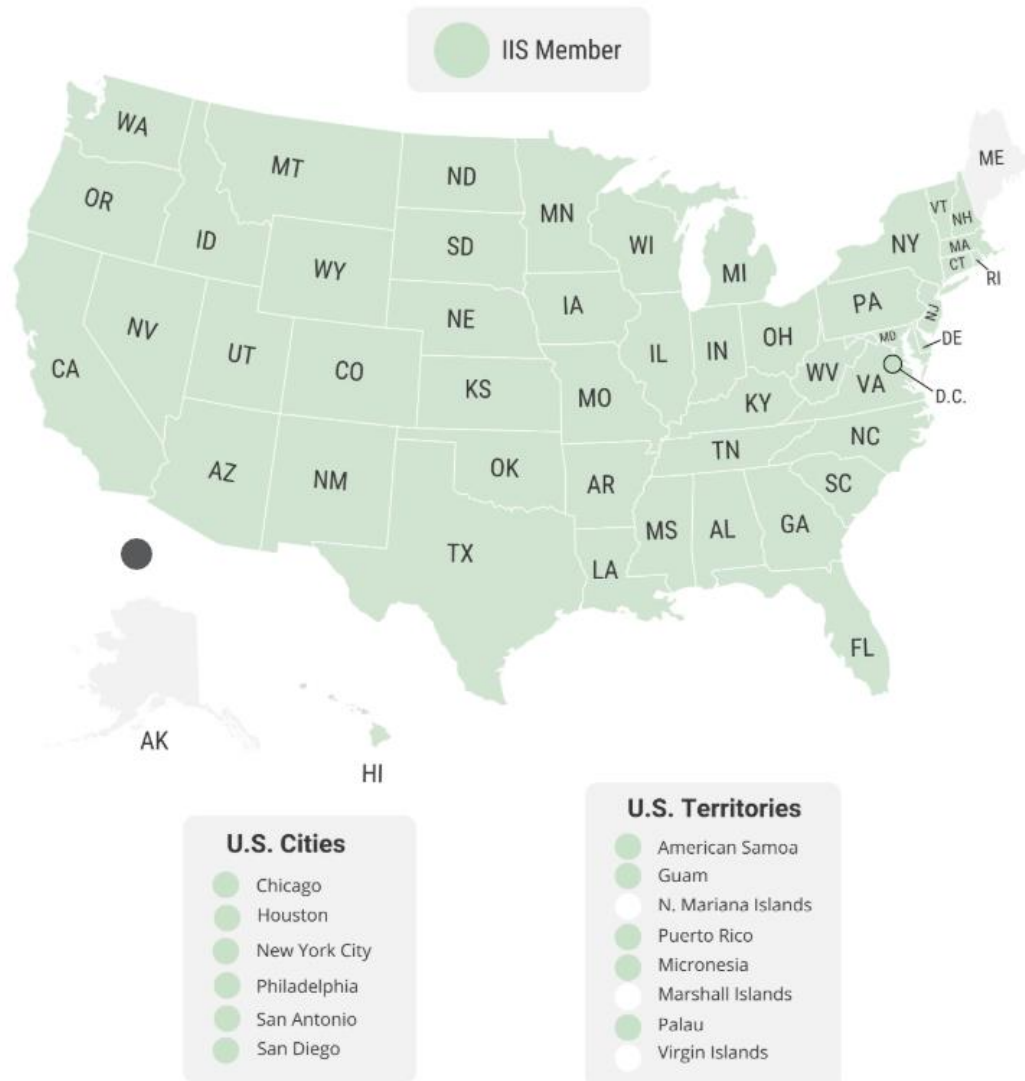 IIS Member
WA
MT
ND
MN
ME
OR
ID
SD
WI
VT
NH
NY
MA
CT
RI
WY
MI
NE
IA
PA
NJ
NV
UT
CO
IL
IN
OH
MD
DE
CA
KS
MO
WV
VA
D.C.
KY
AZ
NM
OK
AR
TN
NC
SC
TX
MS
AL
GA
LA
FL
AK
HI
U.S. Cities
Chicago
Houston
New York City
Philadelphia
San Antonio
San Diego
U.S. Territories
American Samoa
Guam
N. Mariana Islands
Puerto Rico
Micronesia
Marshall Islands
Palau
Virgin Islands